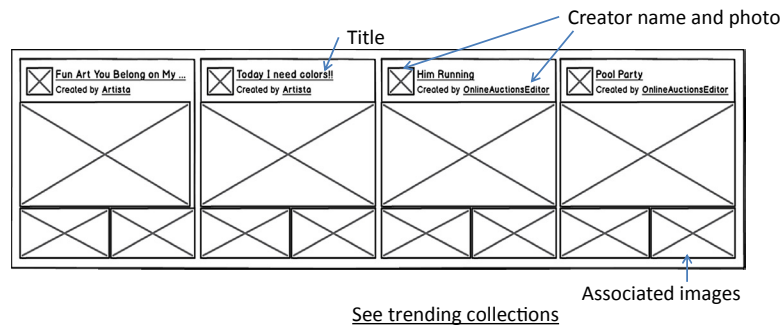 Creator name and photo
Title
Fun Art You Belong on My ...
Created by Artista
Today I need colors!!
Created by Artista
Him Running
Created by OnlineAuctionsEditor
Pool Party
Created by OnlineAuctionsEditor
Associated images
See trending collections